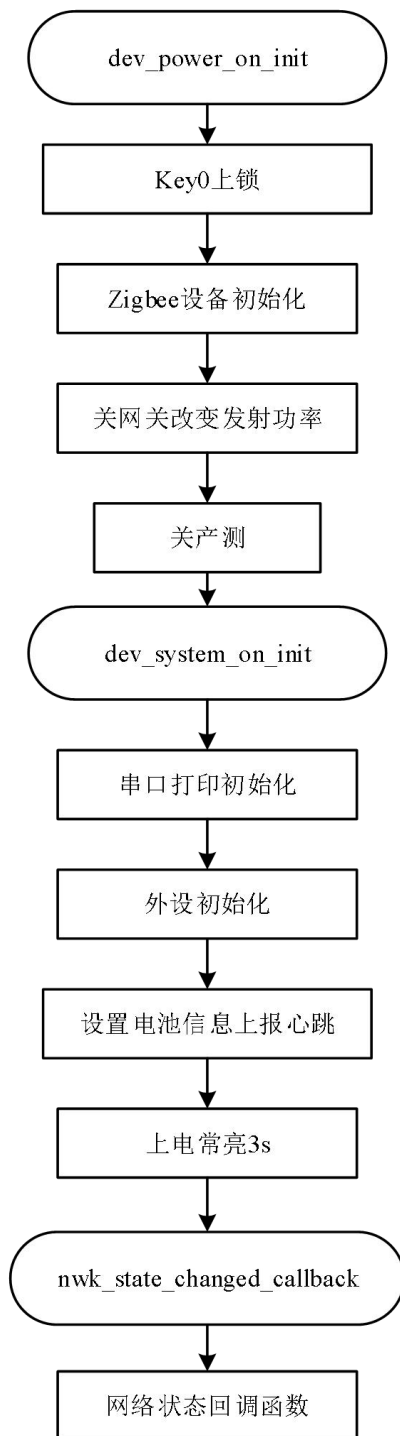 dev_power_on_init
Key0上锁
Zigbee设备初始化
关网关改变发射功率
关产测
dev_system_on_init
串口打印初始化
外设初始化
设置电池信息上报心跳
上电常亮3s
nwk_state_changed_callback
网络状态回调函数